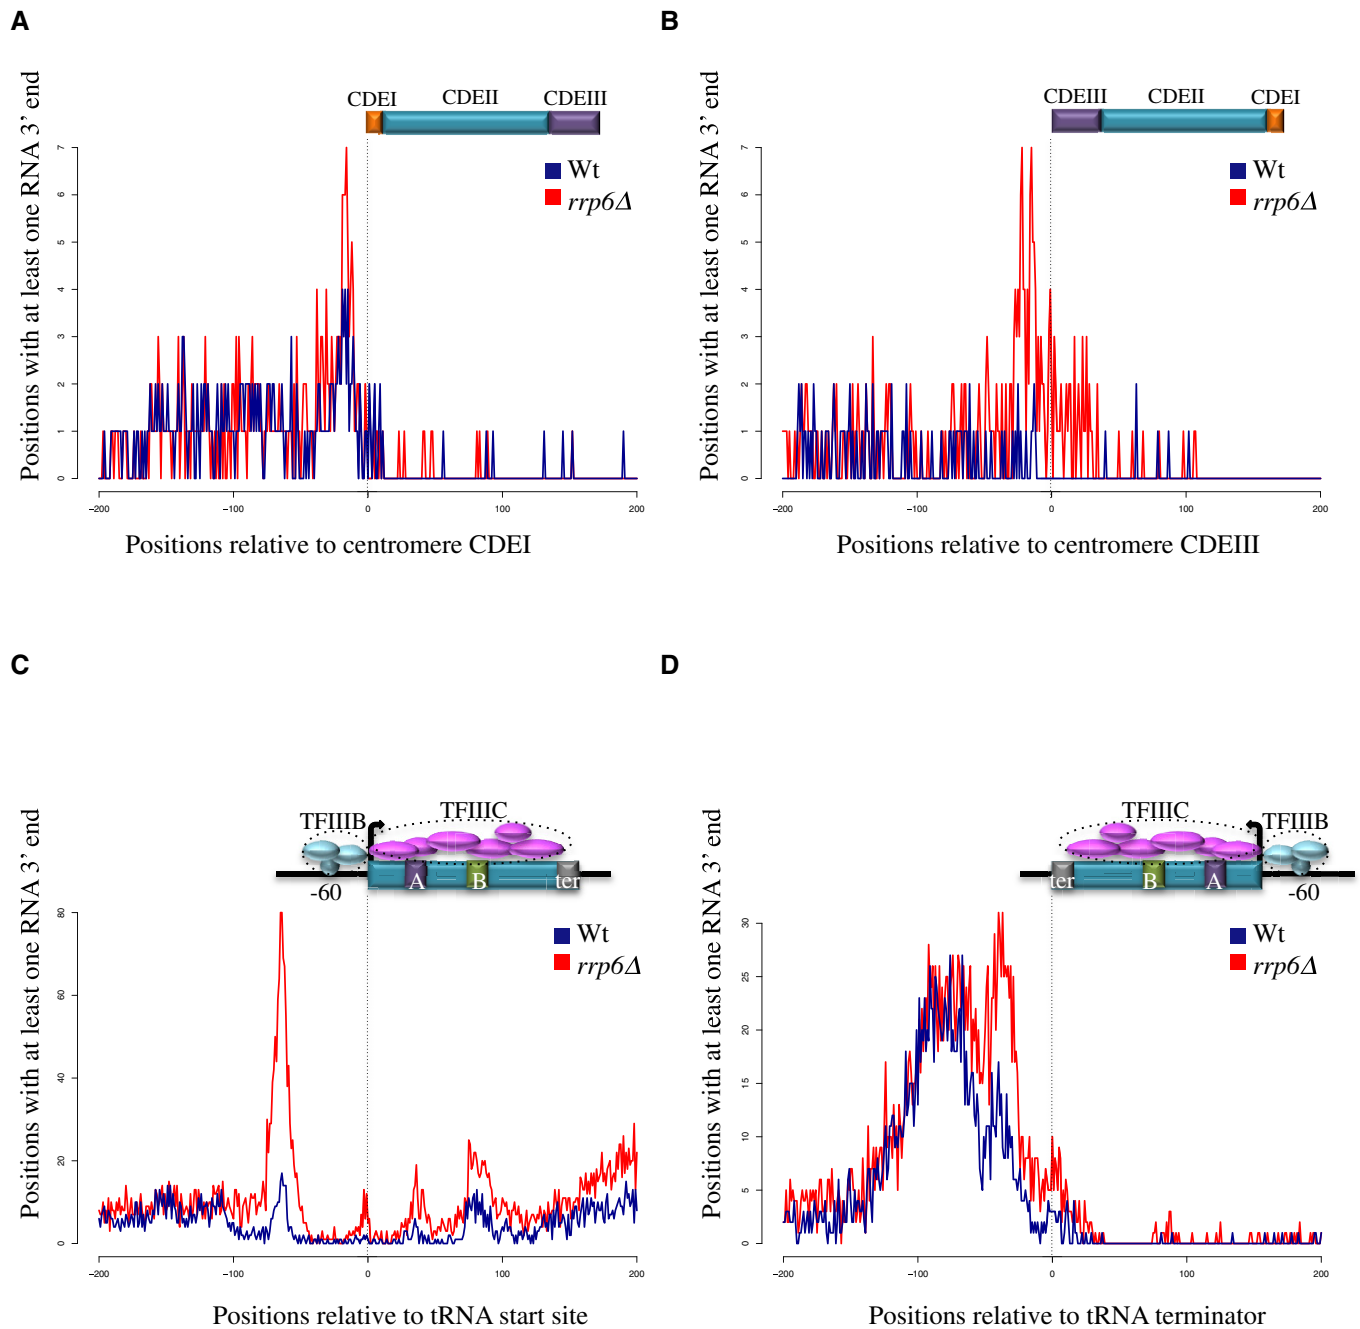 A
CDEI CDEII CDEIII
Positions with at least one RNA 3' end
7
6
5
4
3
2
1
0
Wt
rrp6Δ
−200 −100 0 100 200
Positions relative to centromere CDEI
B
CDEIII CDEII CDEI
Positions with at least one RNA 3' end
7
6
5
4
3
2
1
0
Wt
rrp6Δ
−200 −100 0 100 200
Positions relative to centromere CDEIII
C
TFIIIC
TFIIIB
A B ter
-60
Positions with at least one RNA 3' end
80
60
40
20
0
Wt
rrp6Δ
−200 −100 0 100 200
Positions relative to tRNA start site
D
TFIIIC
TFIIIB
ter B A
-60
Positions with at least one RNA 3' end
30
25
20
15
10
5
0
Wt
rrp6Δ
−200 −100 0 100 200
Positions relative to tRNA terminator